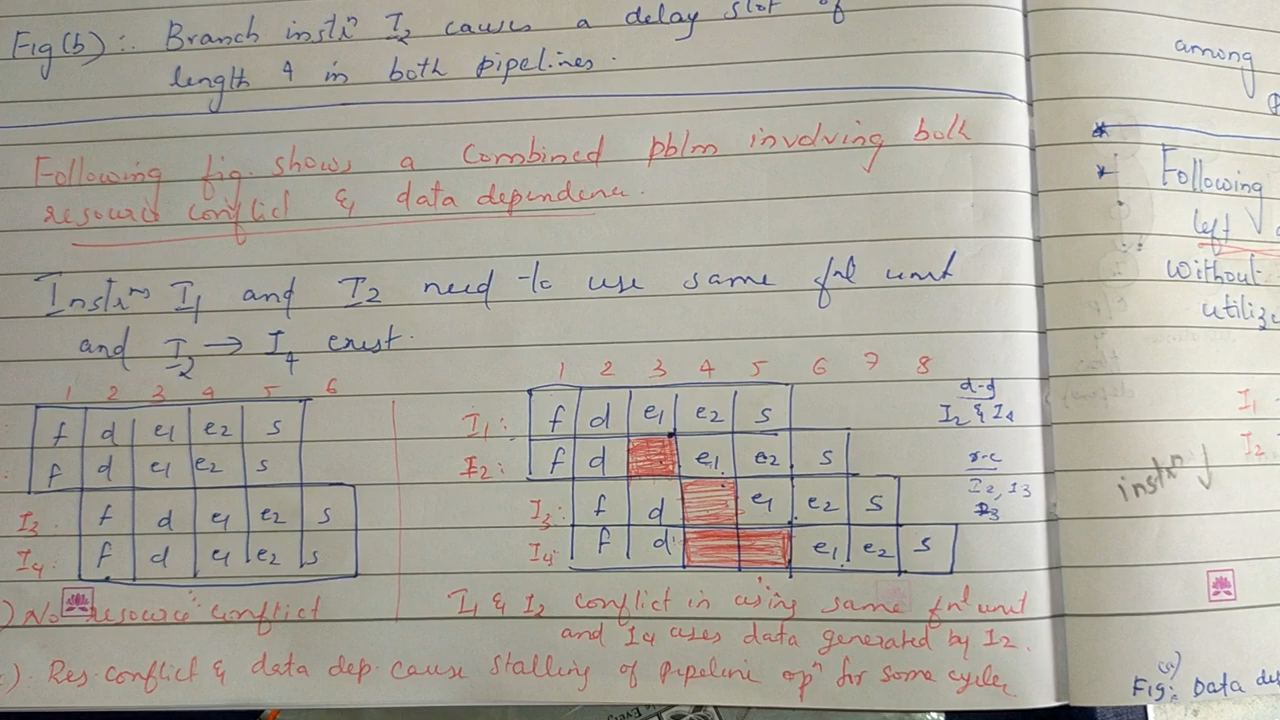 Fig(b):. Branch instrn I2 causes a delay slot of
length 4 in both pipelines.
Following fig. shows a Combined pblm involving both
resource conflict & data dependence.
Instrns I1 and I2 need to use same fnl unit
and I2 → I4 exist.
1 2 3 4 5 6
f d e1 e2 s
f d e1 e2 s
I3 f d e1 e2 s
I4: f d e1 e2 s
) No resource conflict
1 2 3 4 5 6 7 8
I1: f d e1 e2 s
I2: f d e1 e2 s
I3: f d e1 e2 s
I4: f d e1 e2 s
d-d
I2 & I4
r-c
I2, I3
I1 & I2 conflict in using same fnl unit
and I4 uses data generated by I2.
:). Res. conflict & data dep. cause stalling of pipeline opn for some cycles
among
* Following
left
without
utilize
I1
I2
instrn ↓
(a)
Fig: Data de